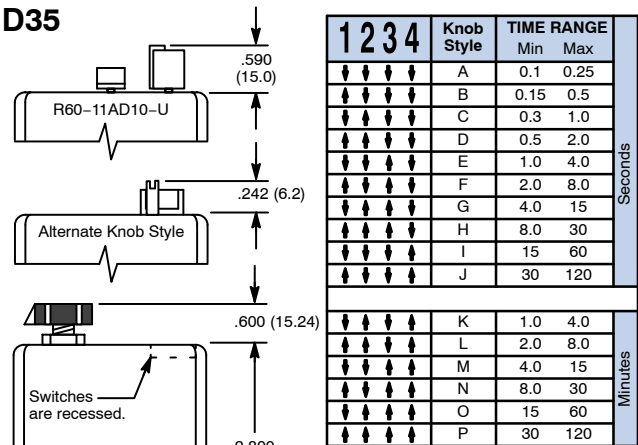 D35
.590
(15.0)
R60–11AD10–U
.242 (6.2)
Alternate Knob Style
.600 (15.24)
Switches
are recessed.
1 2 3 4 Knob Style TIME RANGE
Min Max
A 0.1 0.25
B 0.15 0.5
C 0.3 1.0
D 0.5 2.0
E 1.0 4.0
F 2.0 8.0
G 4.0 15
H 8.0 30
I 15 60
J 30 120
Seconds
K 1.0 4.0
L 2.0 8.0
M 4.0 15
N 8.0 30
O 15 60
P 30 120
Minutes